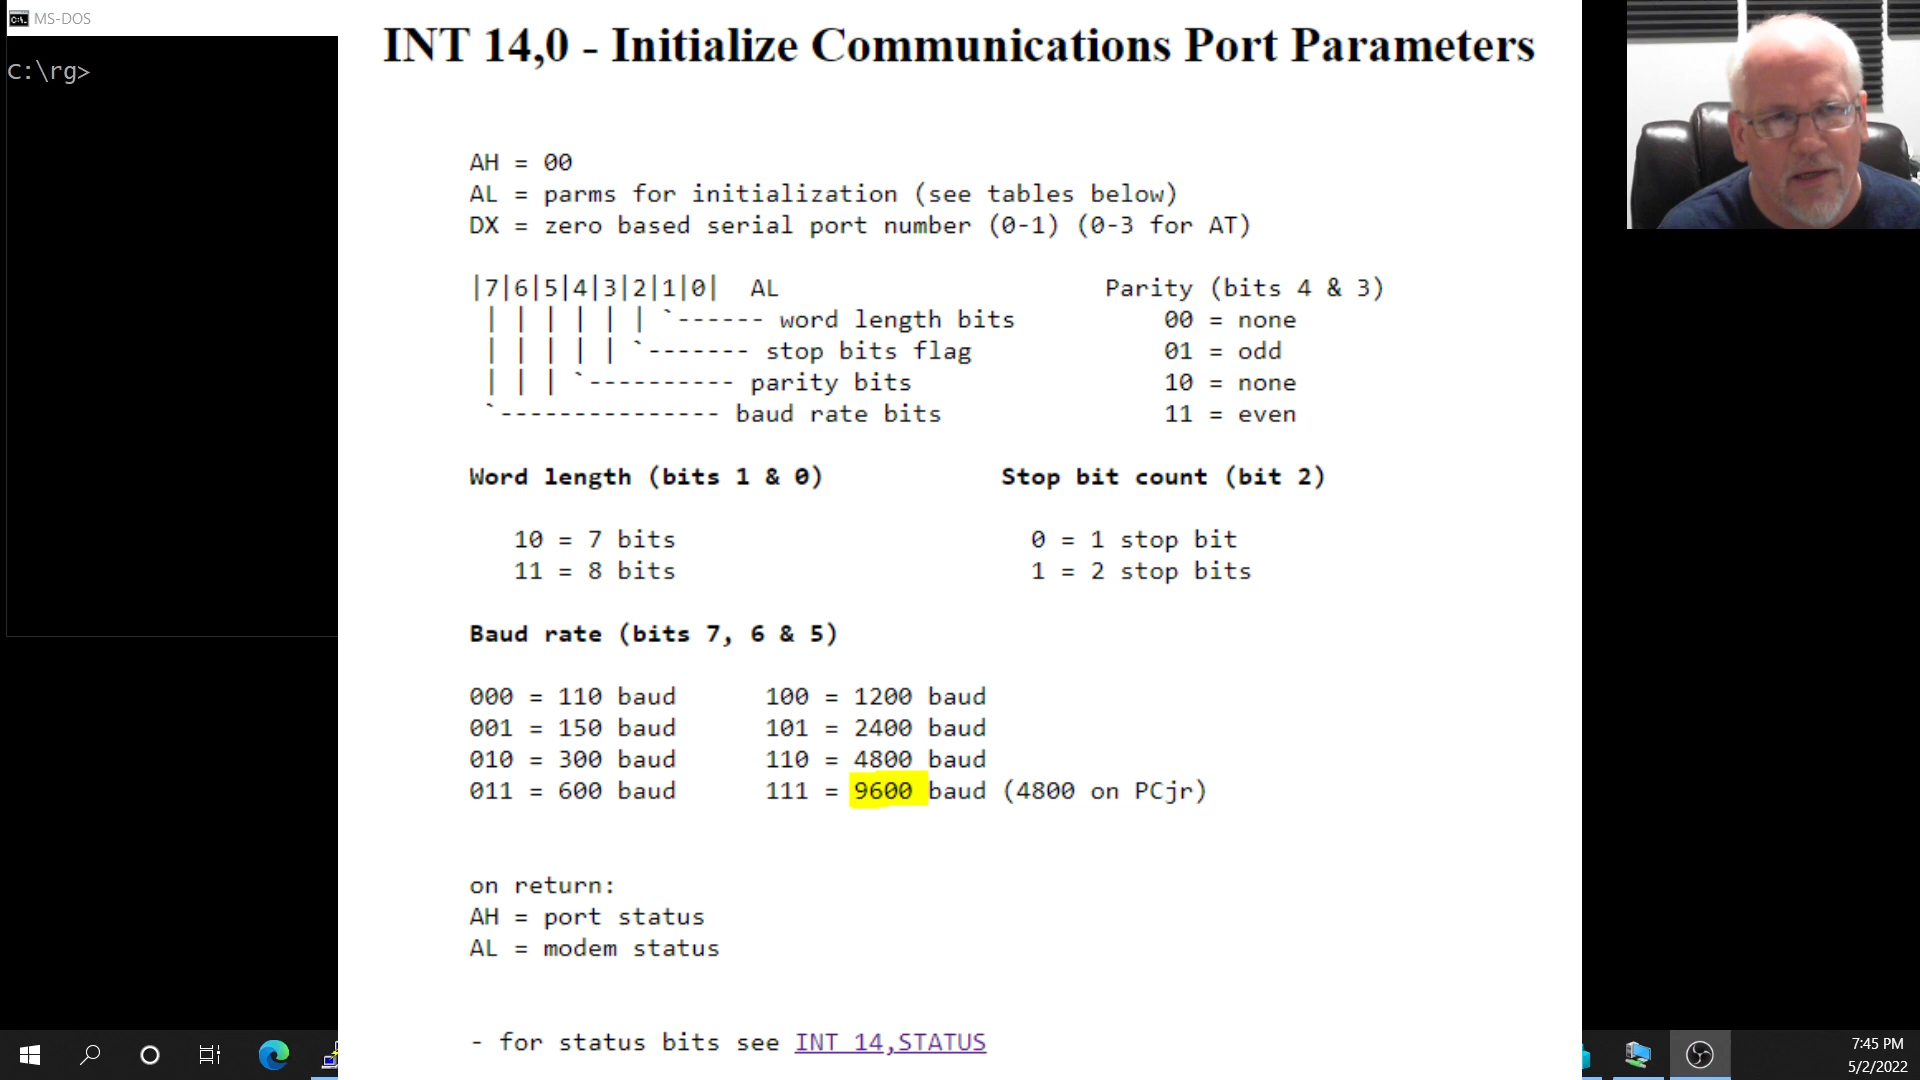 MS-DOS
C:\rg>
INT 14,0 - Initialize Communications Port Parameters
AH = 00
AL = parms for initialization (see tables below)
DX = zero based serial port number (0-1) (0-3 for AT)
|7|6|5|4|3|2|1|0|  AL                      Parity (bits 4 & 3)
 | | | | | | `------ word length bits          00 = none
 | | | | | `------- stop bits flag             01 = odd
 | | | `---------- parity bits                 10 = none
 `--------------- baud rate bits               11 = even
Word length (bits 1 & 0)            Stop bit count (bit 2)
10 = 7 bits                        0 = 1 stop bit
11 = 8 bits                        1 = 2 stop bits
Baud rate (bits 7, 6 & 5)
000 = 110 baud      100 = 1200 baud
001 = 150 baud      101 = 2400 baud
010 = 300 baud      110 = 4800 baud
011 = 600 baud      111 = 9600 baud (4800 on PCjr)
on return:
AH = port status
AL = modem status
- for status bits see INT 14,STATUS
7:45 PM
5/2/2022